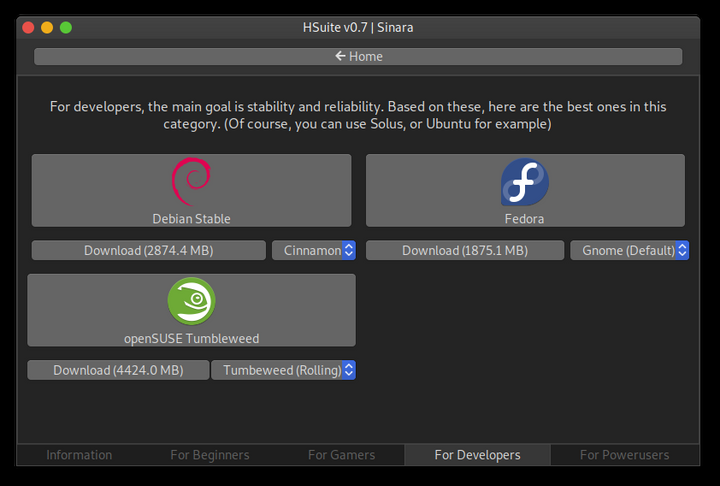 HSuite v0.7 | Sinara
← Home
For developers, the main goal is stability and reliability. Based on these, here are the best ones in this
category. (Of course, you can use Solus, or Ubuntu for example)
Debian Stable
Fedora
Download (2874.4 MB)
Cinnamon
Download (1875.1 MB)
Gnome (Default)
openSUSE Tumbleweed
Download (4424.0 MB)
Tumbeweed (Rolling)
Information
For Beginners
For Gamers
For Developers
For Powerusers